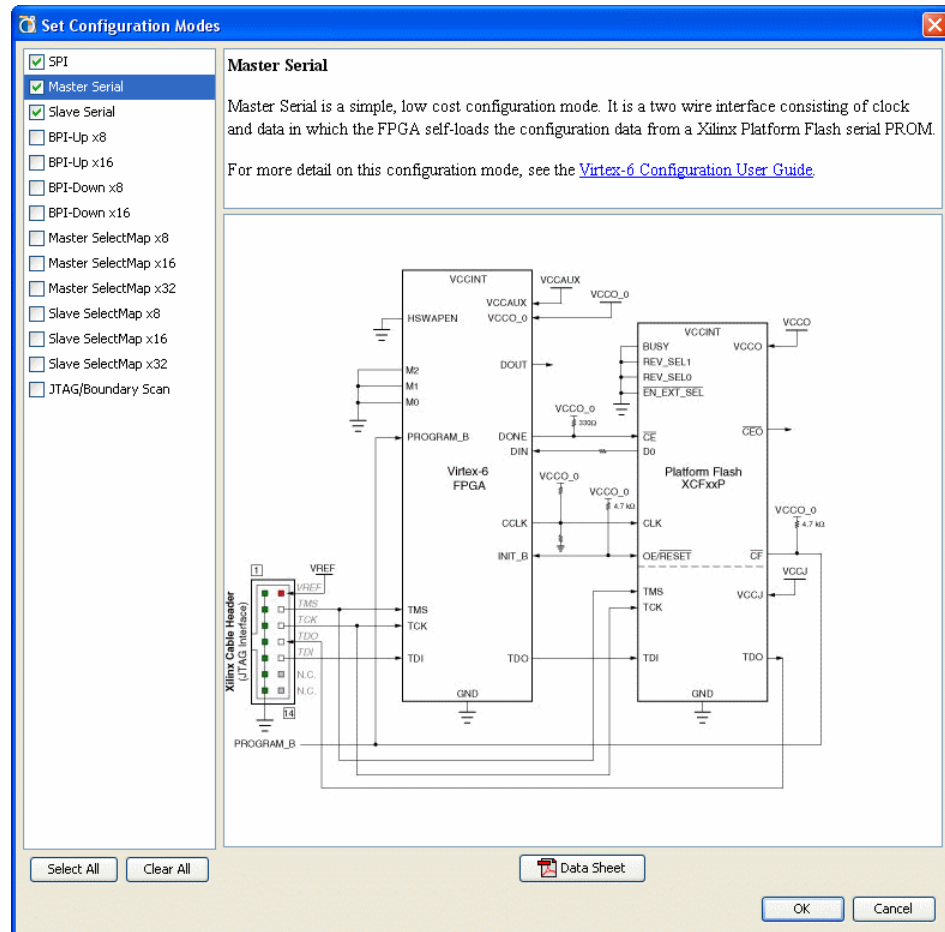 Set Configuration Modes
SPI
Master Serial
Slave Serial
BPI-Up x8
BPI-Up x16
BPI-Down x8
BPI-Down x16
Master SelectMap x8
Master SelectMap x16
Master SelectMap x32
Slave SelectMap x8
Slave SelectMap x16
Slave SelectMap x32
JTAG/Boundary Scan
Select All
Clear All
Master Serial
Master Serial is a simple, low cost configuration mode. It is a two wire interface consisting of clock
and data in which the FPGA self-loads the configuration data from a Xilinx Platform Flash serial PROM.
For more detail on this configuration mode, see the Virtex-6 Configuration User Guide.
VCCINT
VCCAUX
VCCAUX
VCCO_0
VCCO_0
HSWAPEN
DOUT
M2
M1
M0
PROGRAM_B
DONE
DIN
VCCO_0
330Ω
Virtex-6
FPGA
VCCO_0
VCCO_0
4.7 kΩ
CCLK
INIT_B
TMS
TCK
TDI
TDO
GND
VCCINT
VCCO
VCCO
BUSY
REV_SEL1
REV_SEL0
EN_EXT_SEL
CE
CEO
D0
Platform Flash
XCFxxP
CLK
OE/RESET
CF
VCCO_0
4.7 kΩ
VCCJ
VCCJ
TMS
TCK
TDI
TDO
GND
Xilinx Cable Header
(JTAG Interface)
1
VREF
VREF
TMS
TCK
TDO
TDI
N.C.
N.C.
14
PROGRAM_B
Data Sheet
OK
Cancel